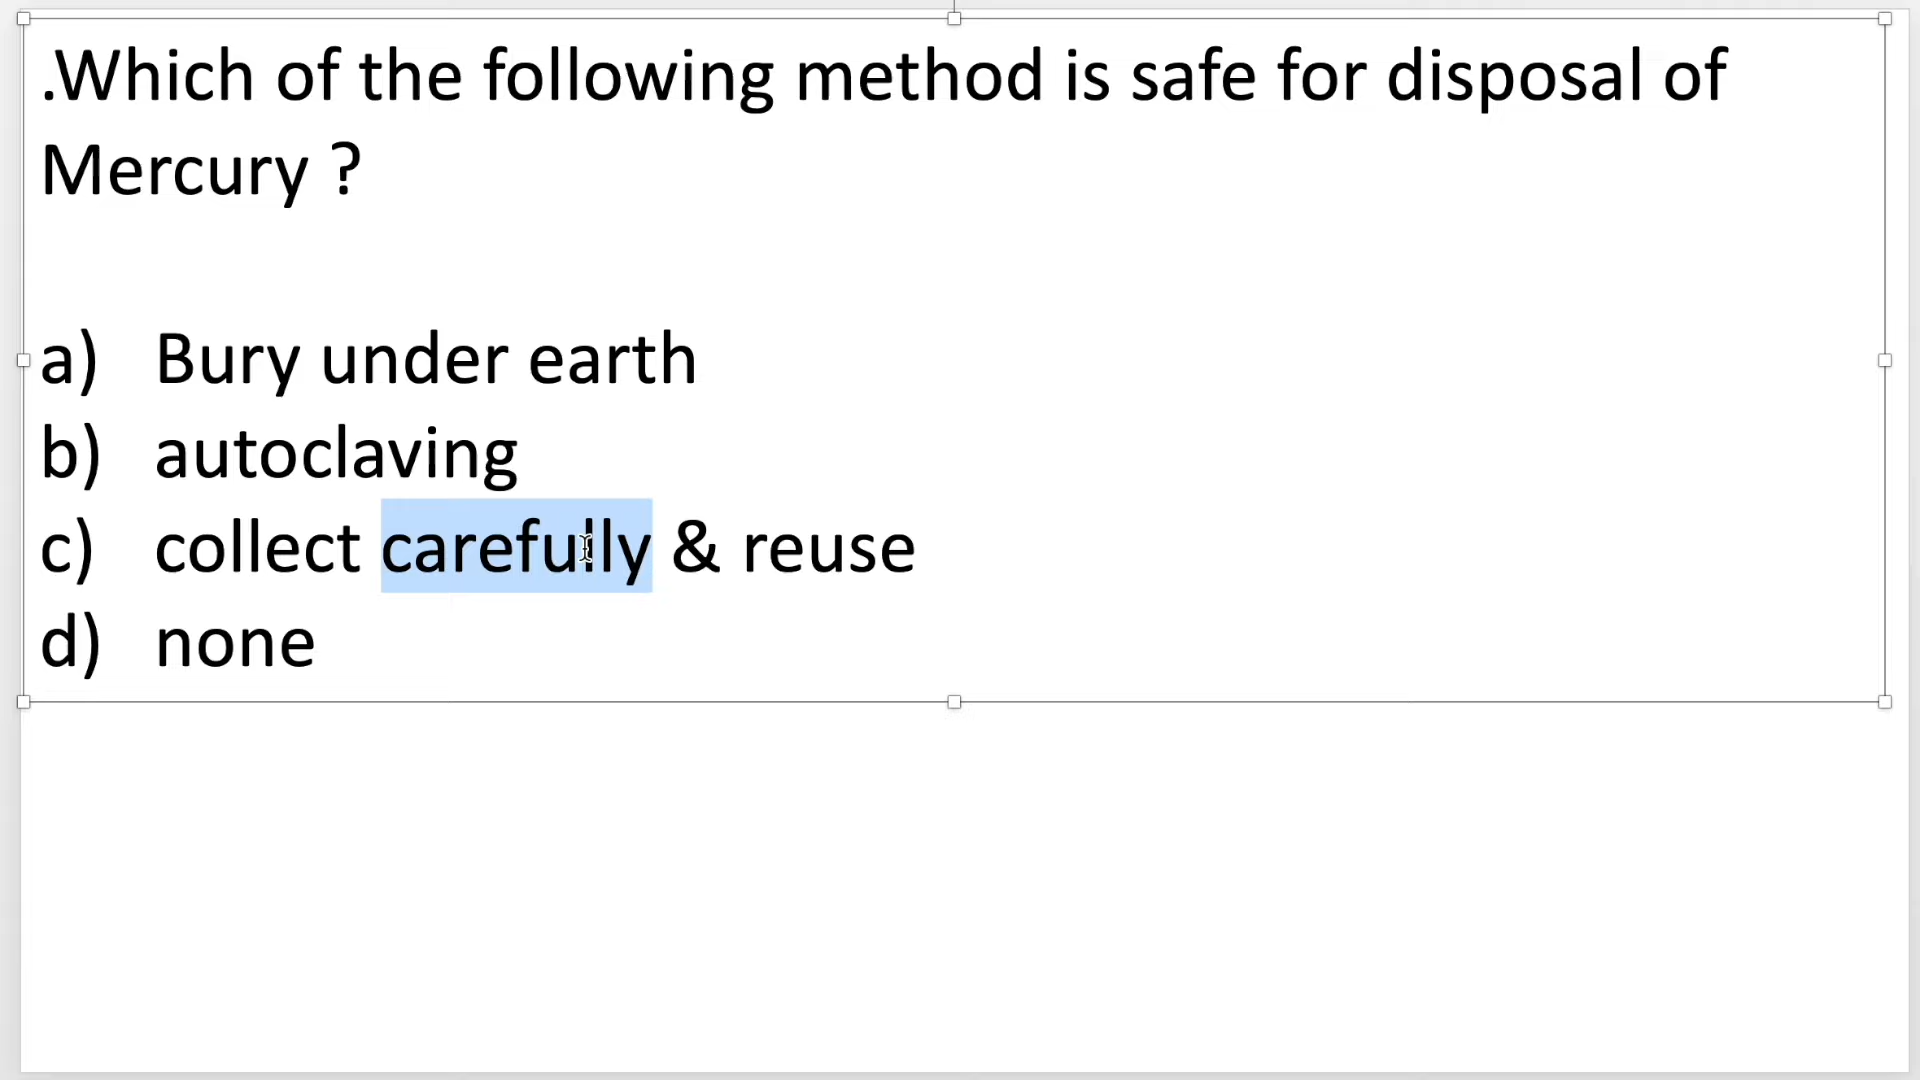 .Which of the following method is safe for disposal of
Mercury ?
a) Bury under earth
b) autoclaving
c) collect carefully & reuse
d) none